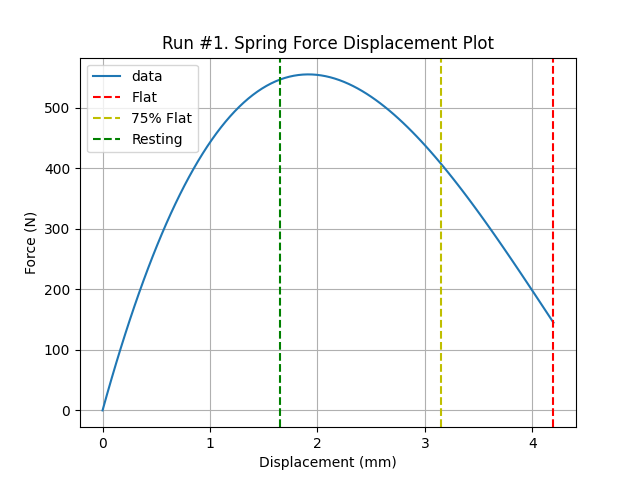 Run #1. Spring Force Displacement Plot
data
Flat
75% Flat
Resting
Force (N)
500
400
300
200
100
0
0 1 2 3 4
Displacement (mm)